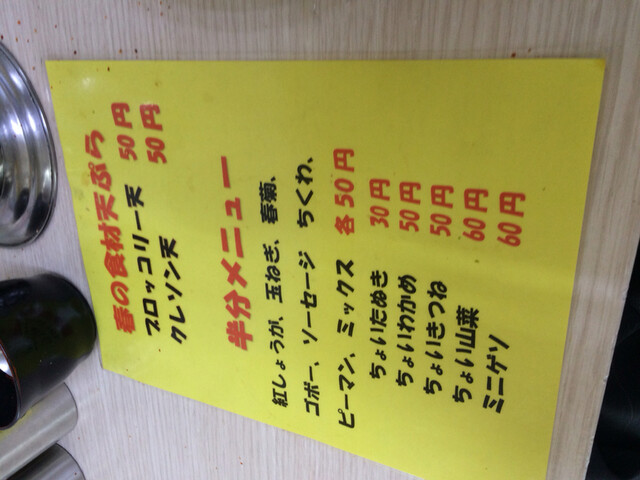 春の食材天ぷら
ブロッコリー天 50円
クレソン天 50円
半分メニュー
紅しょうが、玉ねぎ、春菊、
ゴボー、ソーセージ ちくわ、
ピーマン、ミックス 各50円
ちょいたぬき 30円
ちょいわかめ 50円
ちょいきつね 50円
ちょい山菜 60円
ミニゲソ 60円